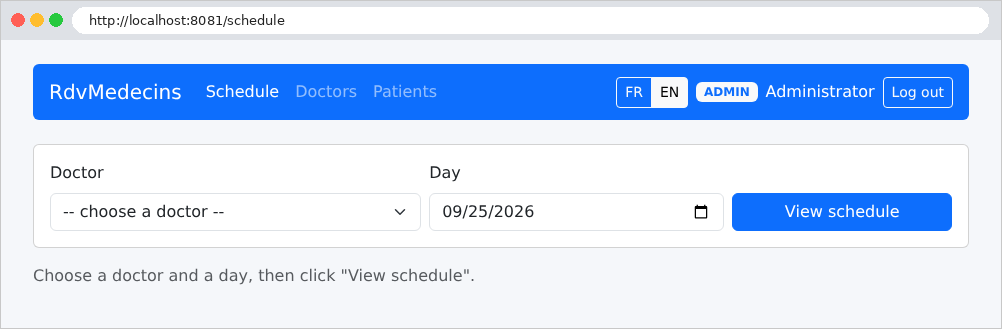 http://localhost:8081/schedule
RdvMedecins Schedule Doctors Patients FR EN ADMIN Administrator Log out
Doctor Day
-- choose a doctor -- 09/25/2026 View schedule
Choose a doctor and a day, then click "View schedule".